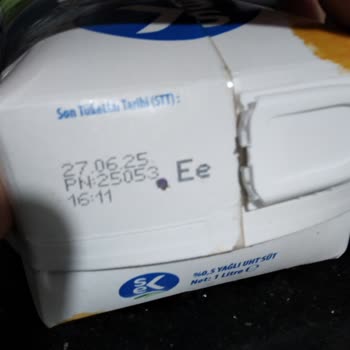 Son Tüketim Tarihi (STT) :
27.06.25
PN:25053 Ee
16:11
sek
%0,5 YAĞLI UHT SÜT
Net: 1 Litre ℮